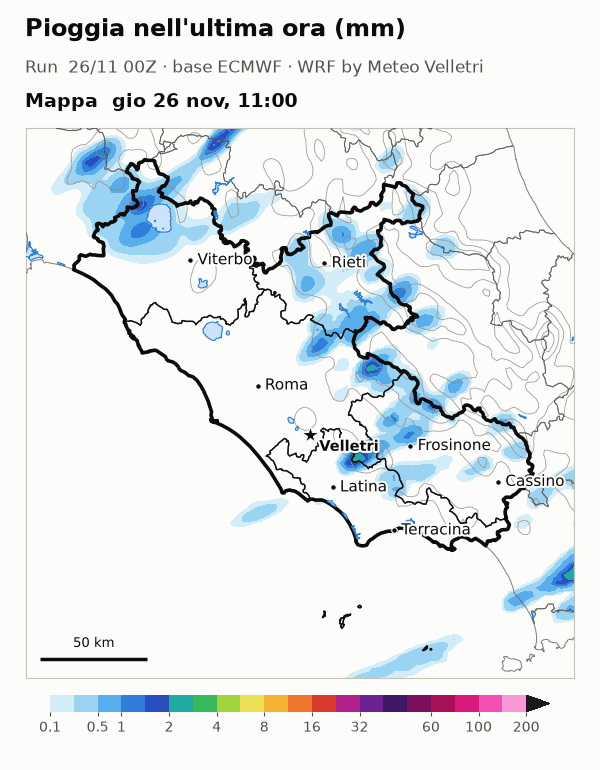 Pioggia nell'ultima ora (mm)
Run  26/11 00Z · base ECMWF · WRF by Meteo Velletri
Mappa  gio 26 nov, 11:00
Viterbo
Rieti
Roma
Velletri
Frosinone
Latina
Cassino
Terracina
50 km
0.1 0.5 1 2 4 8 16 32 60 100 200